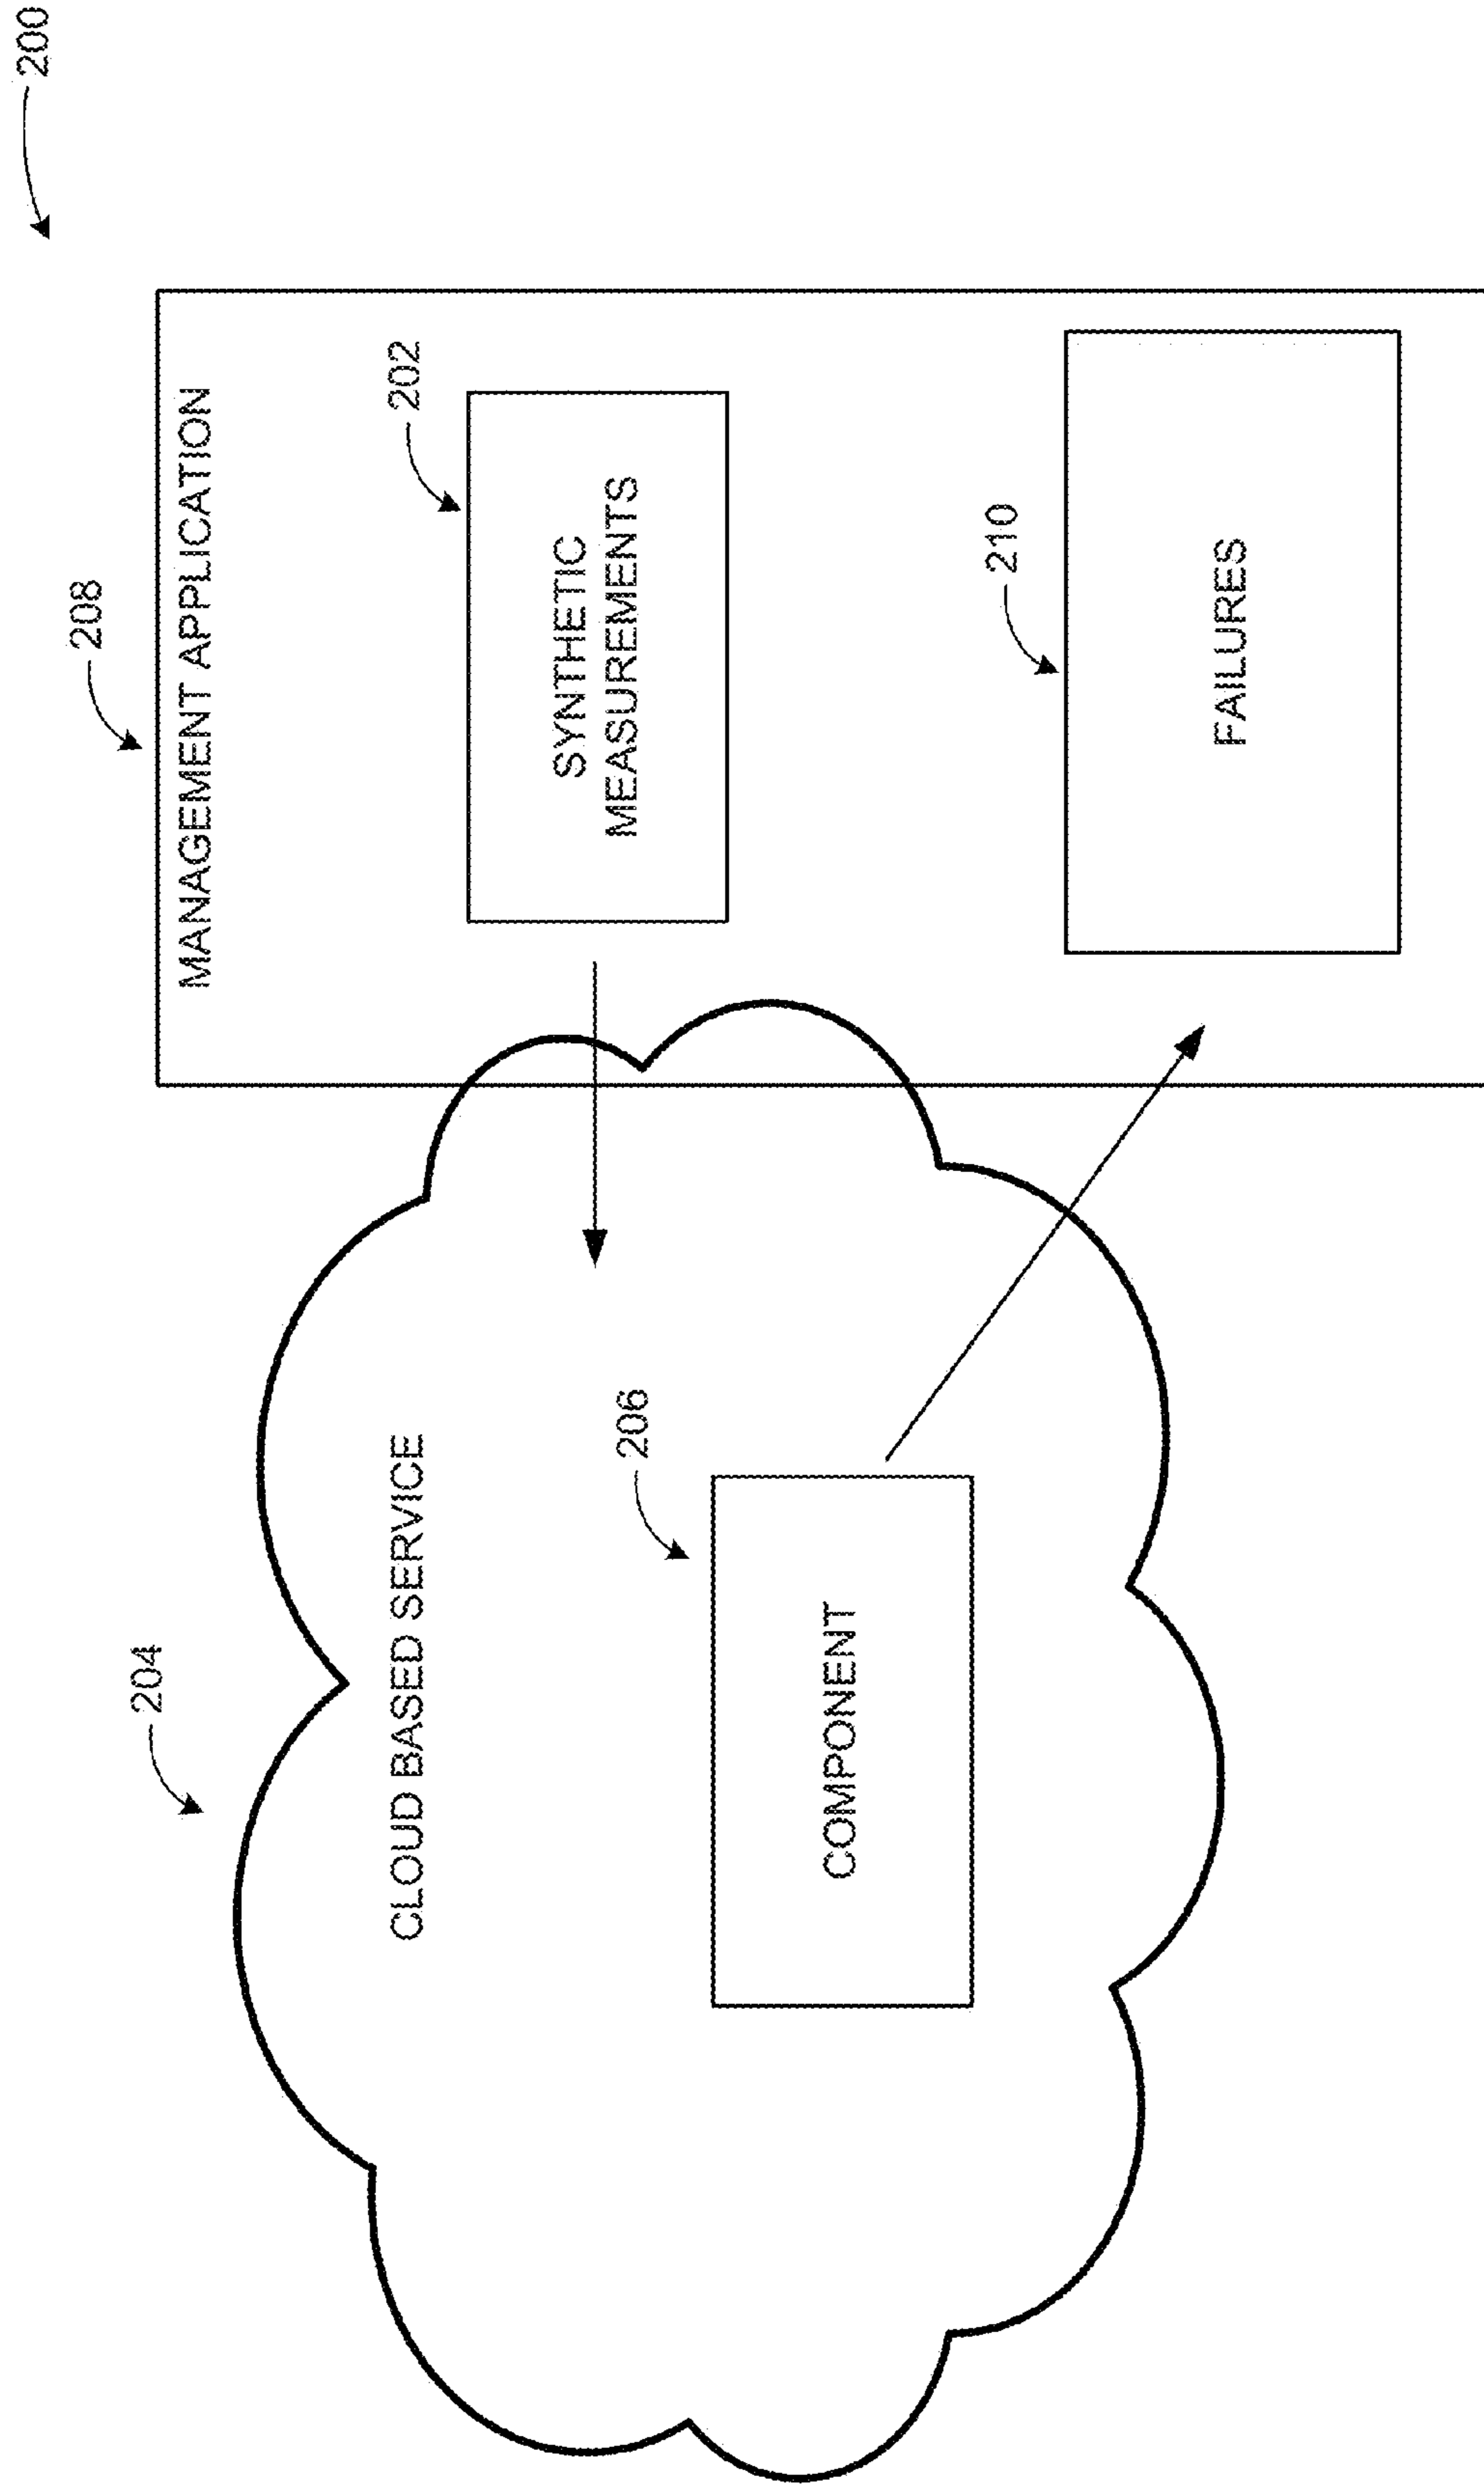 200
204
CLOUD BASED SERVICE
206
COMPONENT
208
MANAGEMENT APPLICATION
202
SYNTHETIC
MEASUREMENTS
210
FAILURES